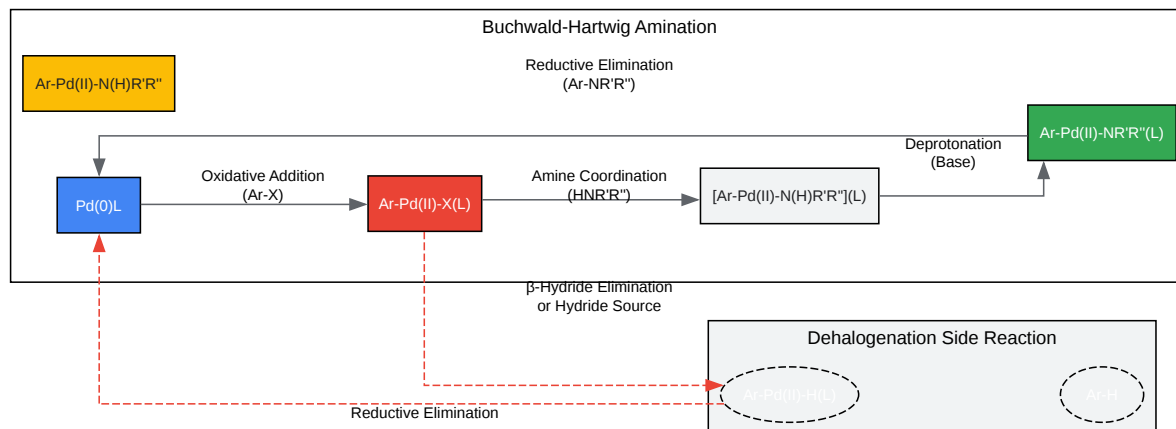 Buchwald-Hartwig Amination
Ar-Pd(II)-N(H)R'R"
Reductive Elimination
(Ar-NR'R")
Ar-Pd(II)-NR'R"(L)
Deprotonation
(Base)
Oxidative Addition
(Ar-X)
Amine Coordination
(HNR'R")
Pd(0)L
Ar-Pd(II)-X(L)
[Ar-Pd(II)-N(H)R'R"](L)
β-Hydride Elimination
or Hydride Source
Dehalogenation Side Reaction
Ar-Pd(II)-H(L)
Ar-H
Reductive Elimination